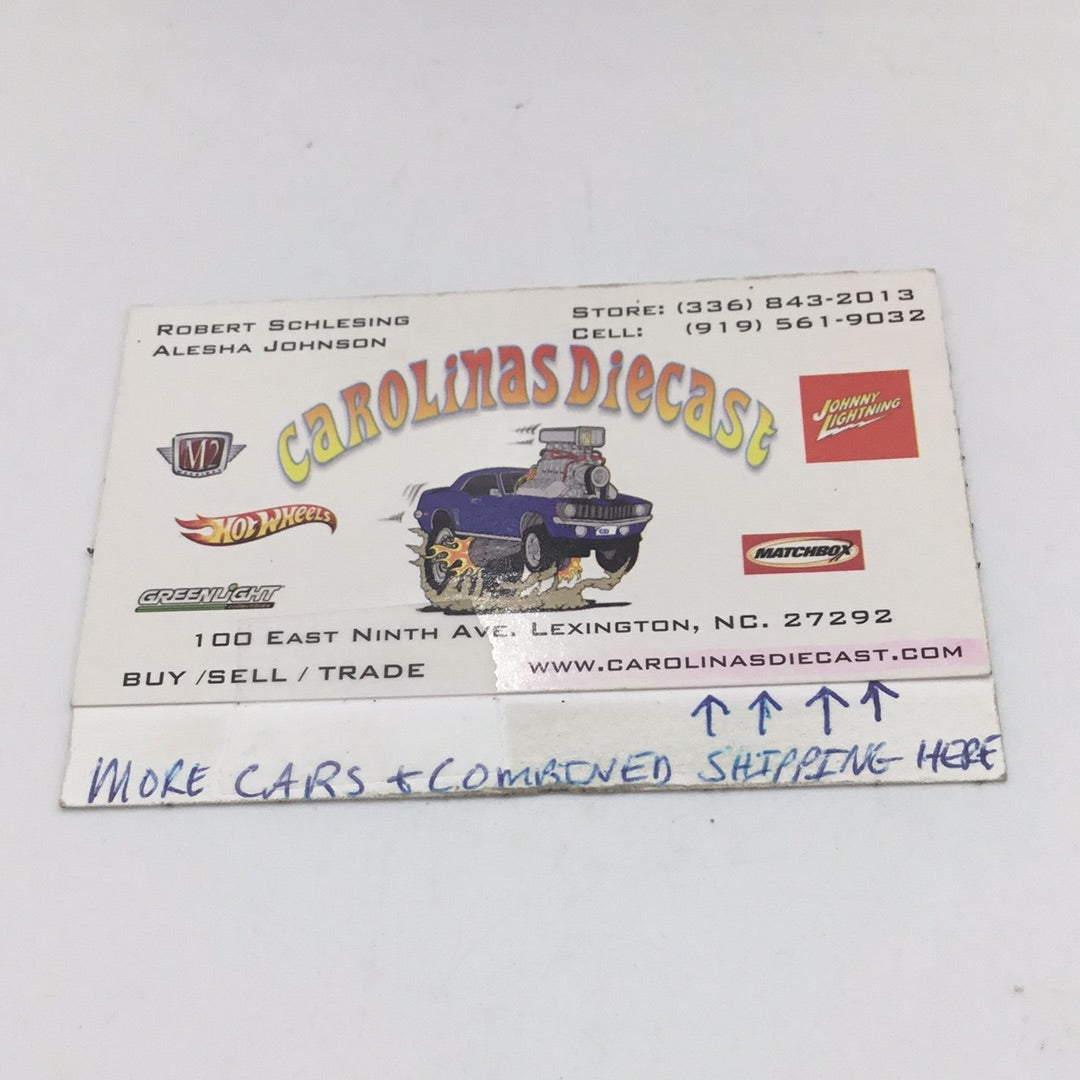 ROBERT SCHLESING
ALESHA JOHNSON
STORE: (336) 843-2013
CELL: (919) 561-9032
CAROLINAS DIECAST
M2
JOHNNY
LIGHTNING
HOT WHEELS
MATCHBOX
GREENLIGHT
100 EAST NINTH AVE. LEXINGTON, NC. 27292
BUY /SELL / TRADE
WWW.CAROLINASDIECAST.COM
↑ ↑ ↑ ↑
MORE CARS & COMBINED SHIPPING HERE